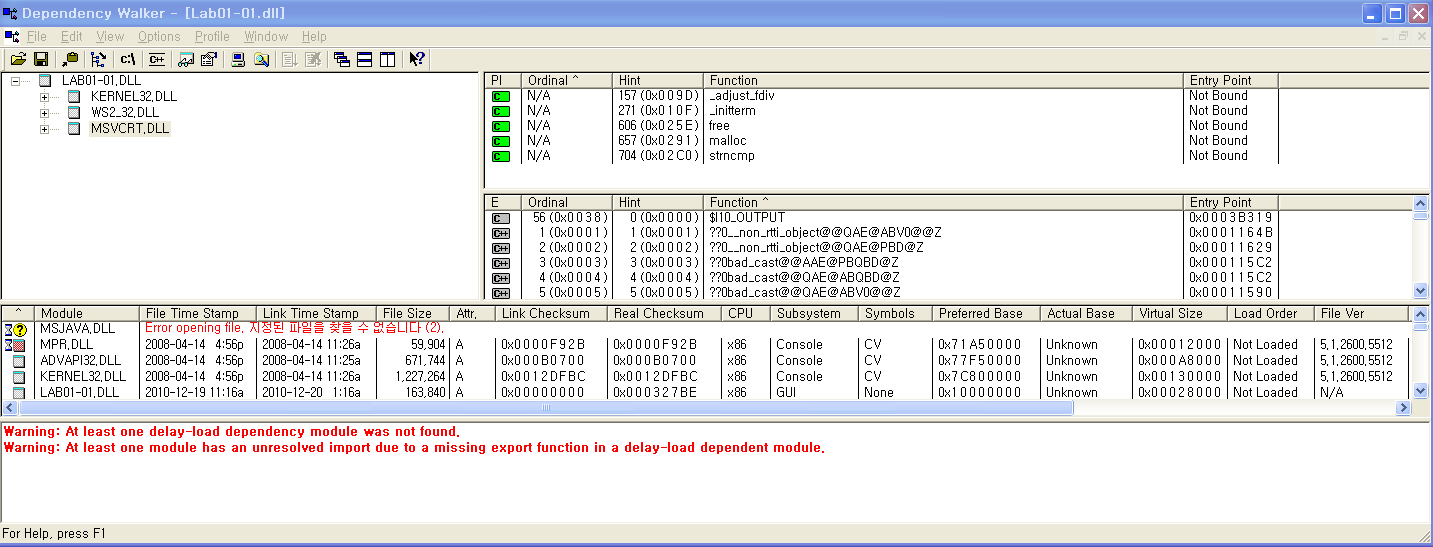 Dependency Walker - [Lab01-01.dll]
File Edit View Options Profile Window Help
c:\ C++
LAB01-01.DLL
KERNEL32.DLL
WS2_32.DLL
MSVCRT.DLL
PI Ordinal ^ Hint Function Entry Point
C N/A 157 (0x009D) _adjust_fdiv Not Bound
C N/A 271 (0x010F) _initterm Not Bound
C N/A 606 (0x025E) free Not Bound
C N/A 657 (0x0291) malloc Not Bound
C N/A 704 (0x02C0) strncmp Not Bound
E Ordinal Hint Function ^ Entry Point
C 56 (0x0038) 0 (0x0000) $I10_OUTPUT 0x0003B319
C++ 1 (0x0001) 1 (0x0001) ??0__non_rtti_object@@QAE@ABV0@@Z 0x0001164B
C++ 2 (0x0002) 2 (0x0002) ??0__non_rtti_object@@QAE@PBD@Z 0x00011629
C++ 3 (0x0003) 3 (0x0003) ??0bad_cast@@AAE@PBQBD@Z 0x000115C2
C++ 4 (0x0004) 4 (0x0004) ??0bad_cast@@QAE@ABQBD@Z 0x000115C2
C++ 5 (0x0005) 5 (0x0005) ??0bad_cast@@QAE@ABV0@@Z 0x00011590
^ Module File Time Stamp Link Time Stamp File Size Attr. Link Checksum Real Checksum CPU Subsystem Symbols Preferred Base Actual Base Virtual Size Load Order File Ver
MSJAVA.DLL Error opening file. 지정된 파일을 찾을 수 없습니다 (2).
MPR.DLL 2008-04-14 4:56p 2008-04-14 11:26a 59,904 A 0x0000F92B 0x0000F92B x86 Console CV 0x71A50000 Unknown 0x00012000 Not Loaded 5.1.2600.5512
ADVAPI32.DLL 2008-04-14 4:56p 2008-04-14 11:25a 671,744 A 0x000B0700 0x000B0700 x86 Console CV 0x77F50000 Unknown 0x000A8000 Not Loaded 5.1.2600.5512
KERNEL32.DLL 2008-04-14 4:56p 2008-04-14 11:26a 1,227,264 A 0x0012DFBC 0x0012DFBC x86 Console CV 0x7C800000 Unknown 0x00130000 Not Loaded 5.1.2600.5512
LAB01-01.DLL 2010-12-19 11:16a 2010-12-20 1:16a 163,840 A 0x00000000 0x000327BE x86 GUI None 0x10000000 Unknown 0x00028000 Not Loaded N/A
Warning: At least one delay-load dependency module was not found.
Warning: At least one module has an unresolved import due to a missing export function in a delay-load dependent module.
For Help, press F1